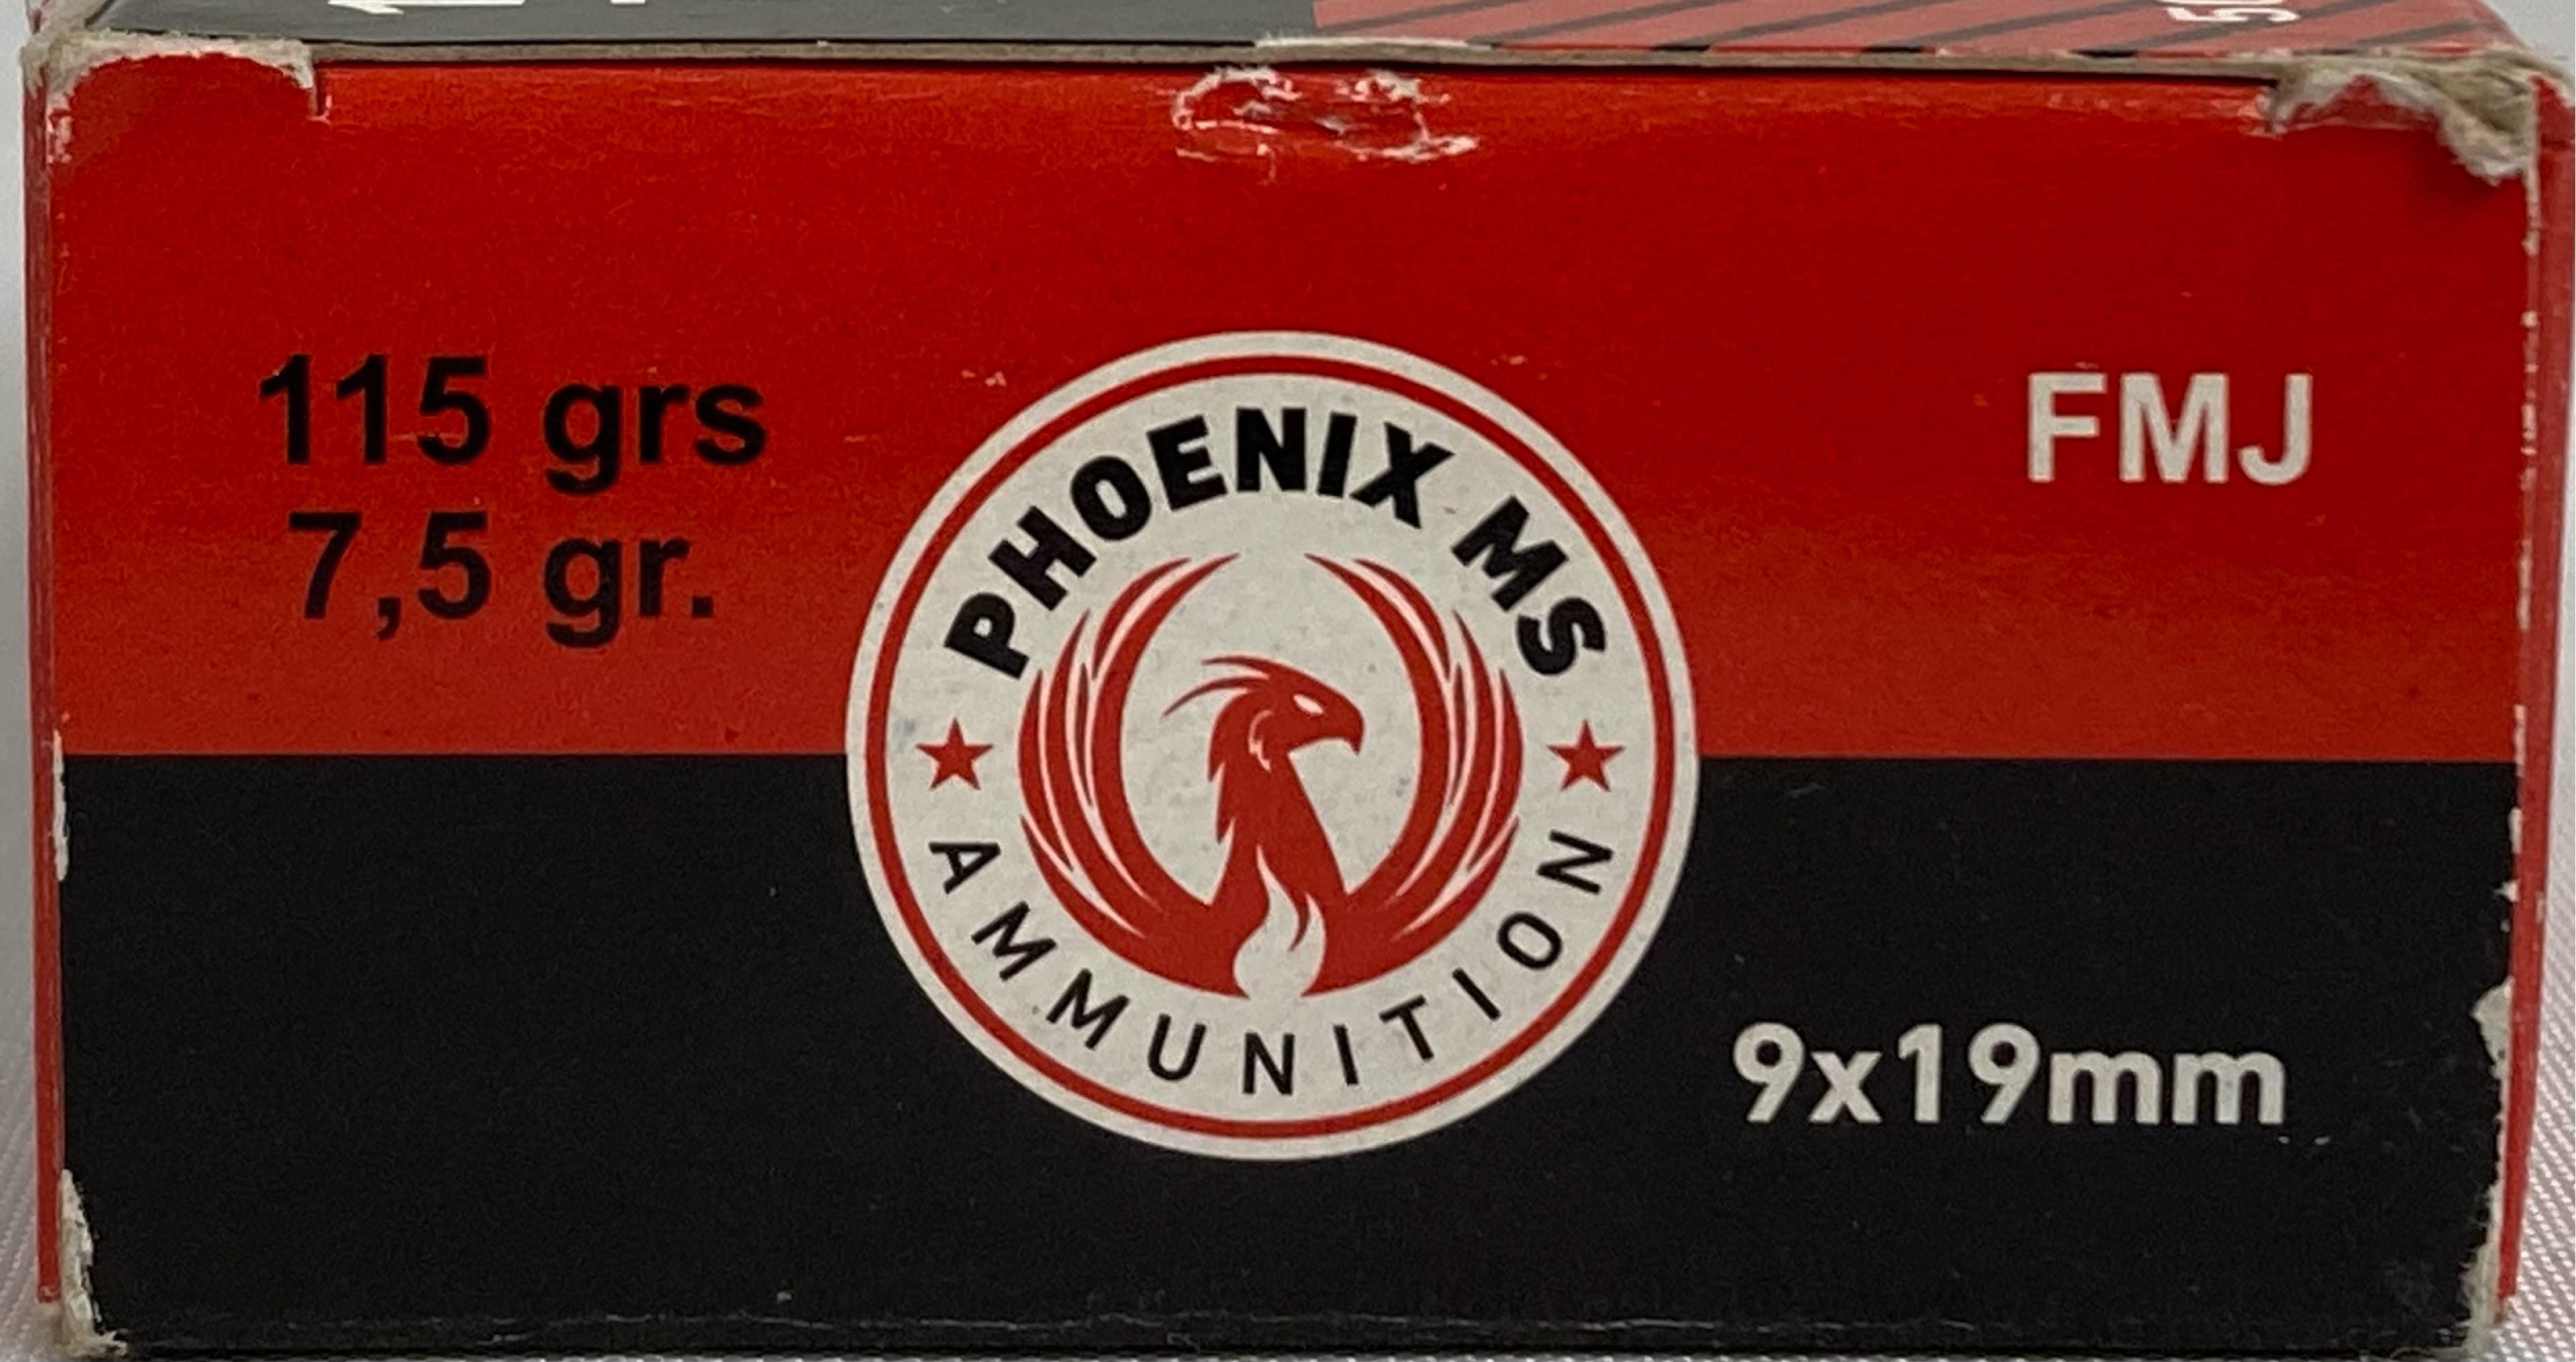 115 grs
7,5 gr.
PHOENIX MS
AMMUNITION
FMJ
9x19mm